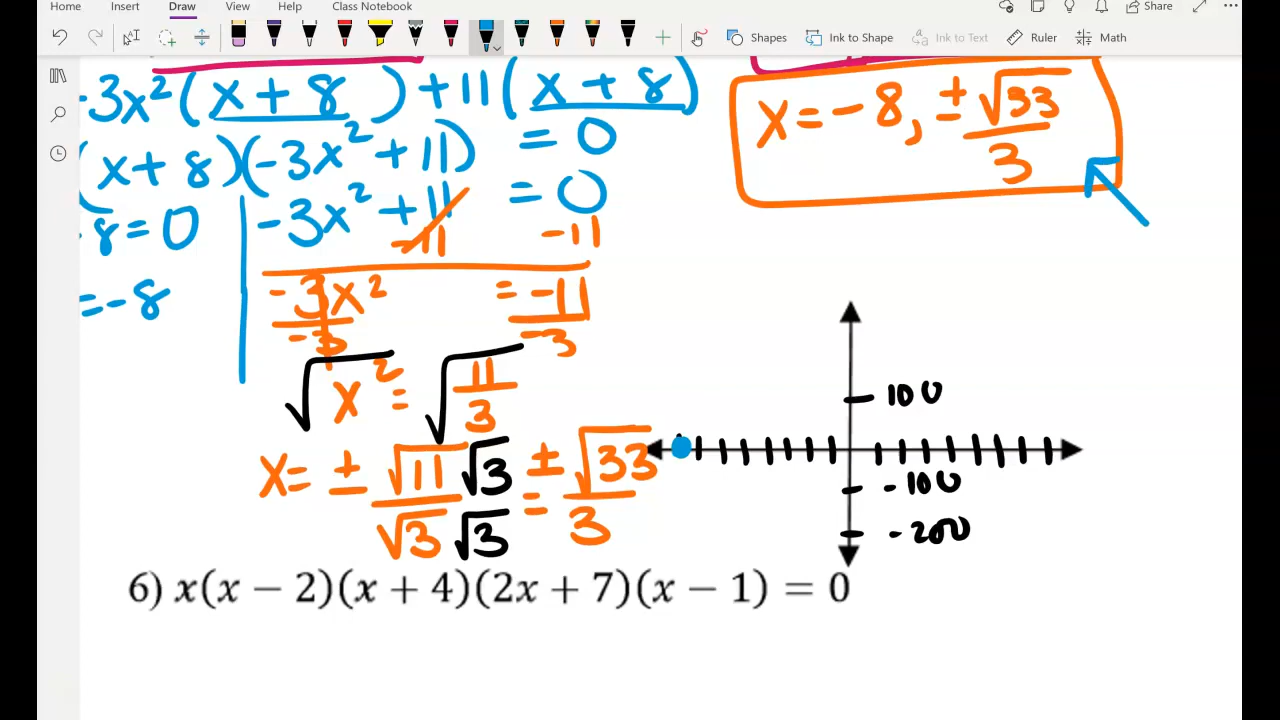 Home Insert Draw View Help Class Notebook Share
Shapes Ink to Shape Ink to Text Ruler Math
-3x²(x + 8) + 11(x + 8)
(x + 8)(-3x² + 11) = 0
8 = 0
-3x² + 11 = 0
-11 -11
= -8
-3x² = -11
-3 -3
√x² = √11/3
x = ± √11 √3 / √3 √3 = ± √33 / 3
x = -8, ± √33 / 3
100
-100
-200
6) x(x − 2)(x + 4)(2x + 7)(x − 1) = 0